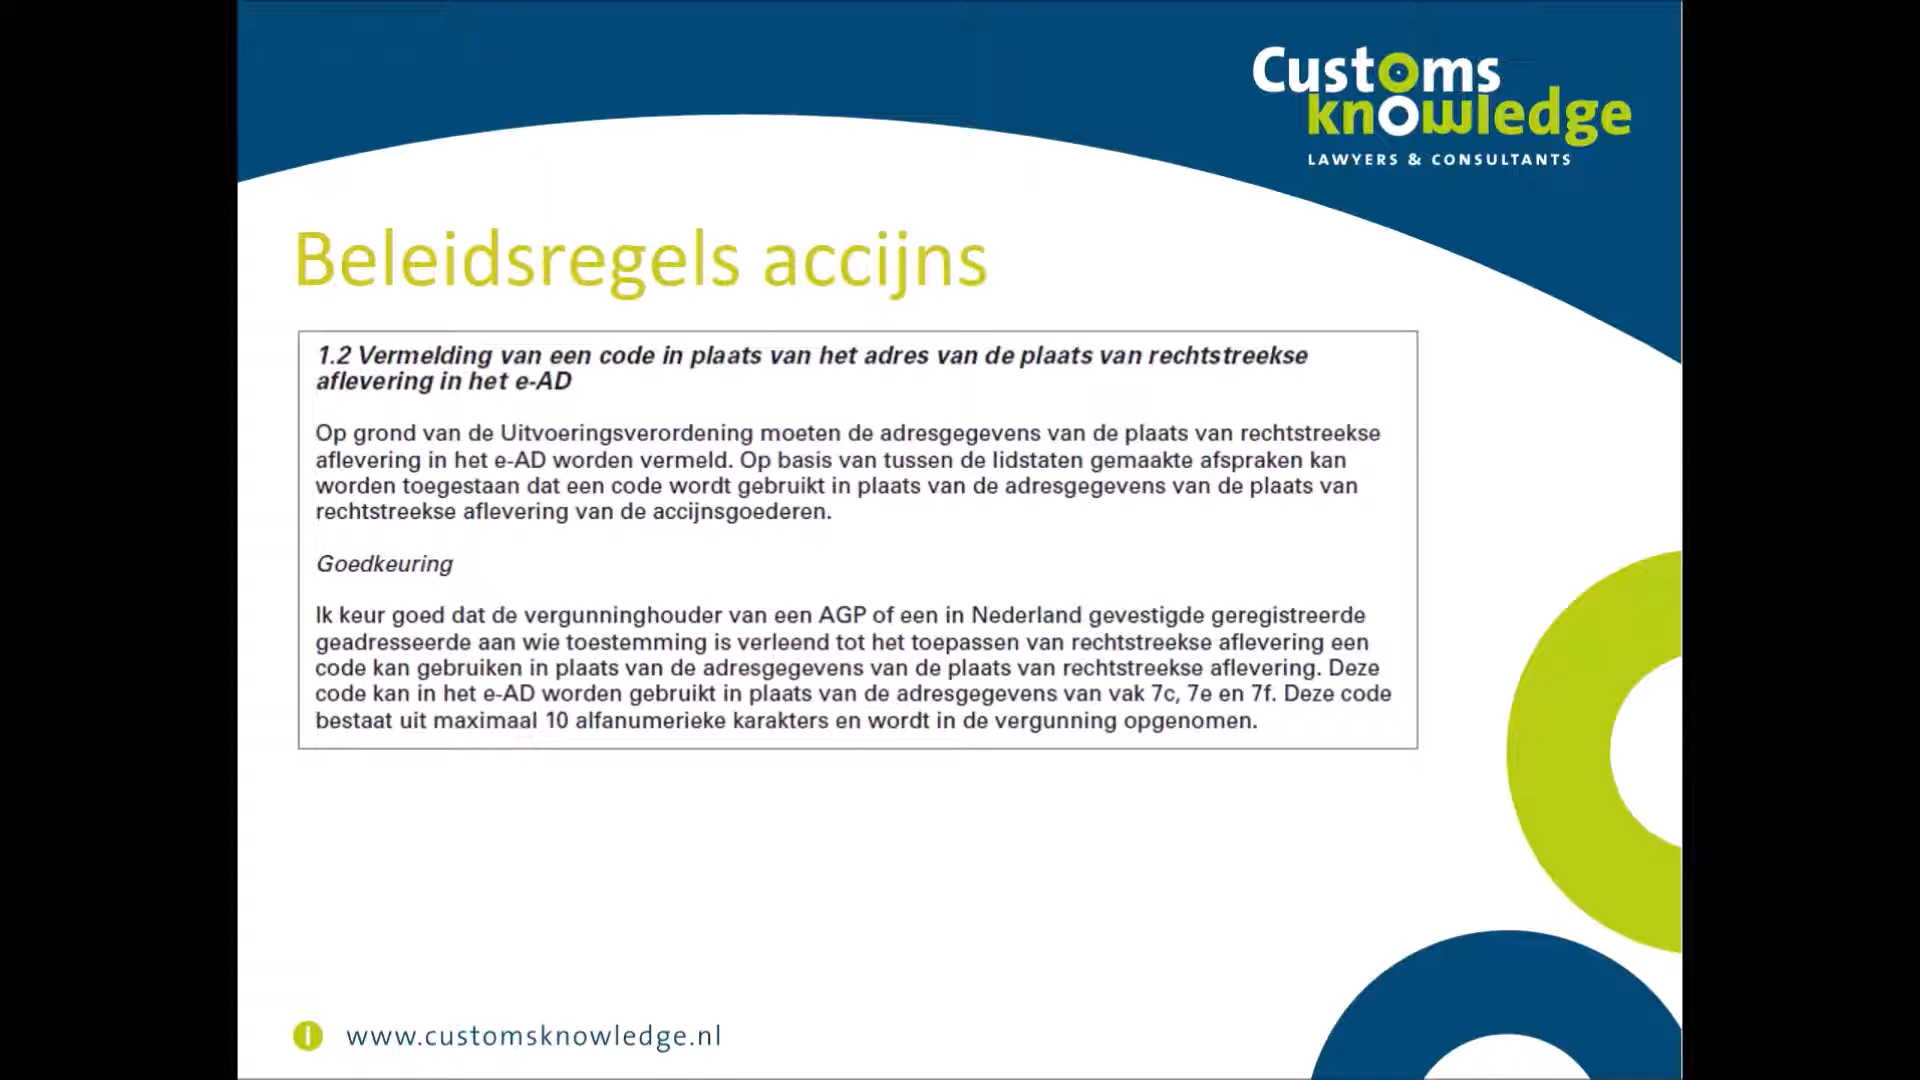 Customs
knowledge
LAWYERS & CONSULTANTS
Beleidsregels accijns
1.2 Vermelding van een code in plaats van het adres van de plaats van rechtstreekse
aflevering in het e-AD
Op grond van de Uitvoeringsverordening moeten de adresgegevens van de plaats van rechtstreekse
aflevering in het e-AD worden vermeld. Op basis van tussen de lidstaten gemaakte afspraken kan
worden toegestaan dat een code wordt gebruikt in plaats van de adresgegevens van de plaats van
rechtstreekse aflevering van de accijnsgoederen.
Goedkeuring
Ik keur goed dat de vergunninghouder van een AGP of een in Nederland gevestigde geregistreerde
geadresseerde aan wie toestemming is verleend tot het toepassen van rechtstreekse aflevering een
code kan gebruiken in plaats van de adresgegevens van de plaats van rechtstreekse aflevering. Deze
code kan in het e-AD worden gebruikt in plaats van de adresgegevens van vak 7c, 7e en 7f. Deze code
bestaat uit maximaal 10 alfanumerieke karakters en wordt in de vergunning opgenomen.
www.customsknowledge.nl